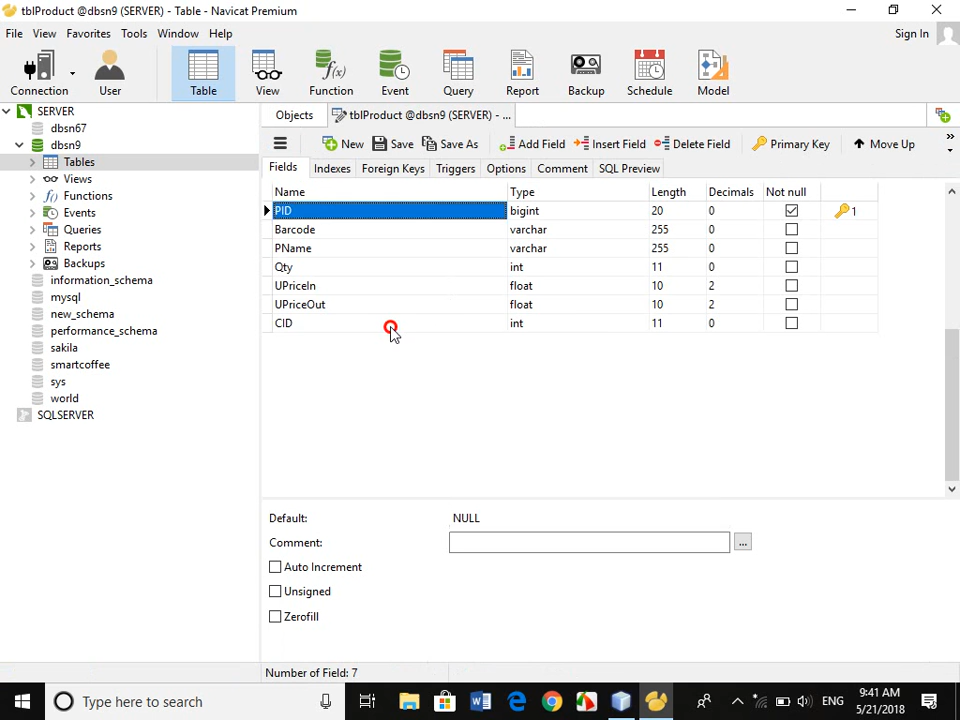 tblProduct @dbsn9 (SERVER) - Table - Navicat Premium
File View Favorites Tools Window Help Sign In
Connection User Table View Function Event Query Report Backup Schedule Model
SERVER
dbsn67
dbsn9
Tables
Views
Functions
Events
Queries
Reports
Backups
information_schema
mysql
new_schema
performance_schema
sakila
smartcoffee
sys
world
SQLSERVER
Objects tblProduct @dbsn9 (SERVER) - ...
New Save Save As Add Field Insert Field Delete Field Primary Key Move Up
Fields Indexes Foreign Keys Triggers Options Comment SQL Preview
Name Type Length Decimals Not null
PID bigint 20 0 1
Barcode varchar 255 0
PName varchar 255 0
Qty int 11 0
UPriceIn float 10 2
UPriceOut float 10 2
CID int 11 0
Default: NULL
Comment: ...
Auto Increment
Unsigned
Zerofill
Number of Field: 7
Type here to search ENG 9:41 AM
5/21/2018